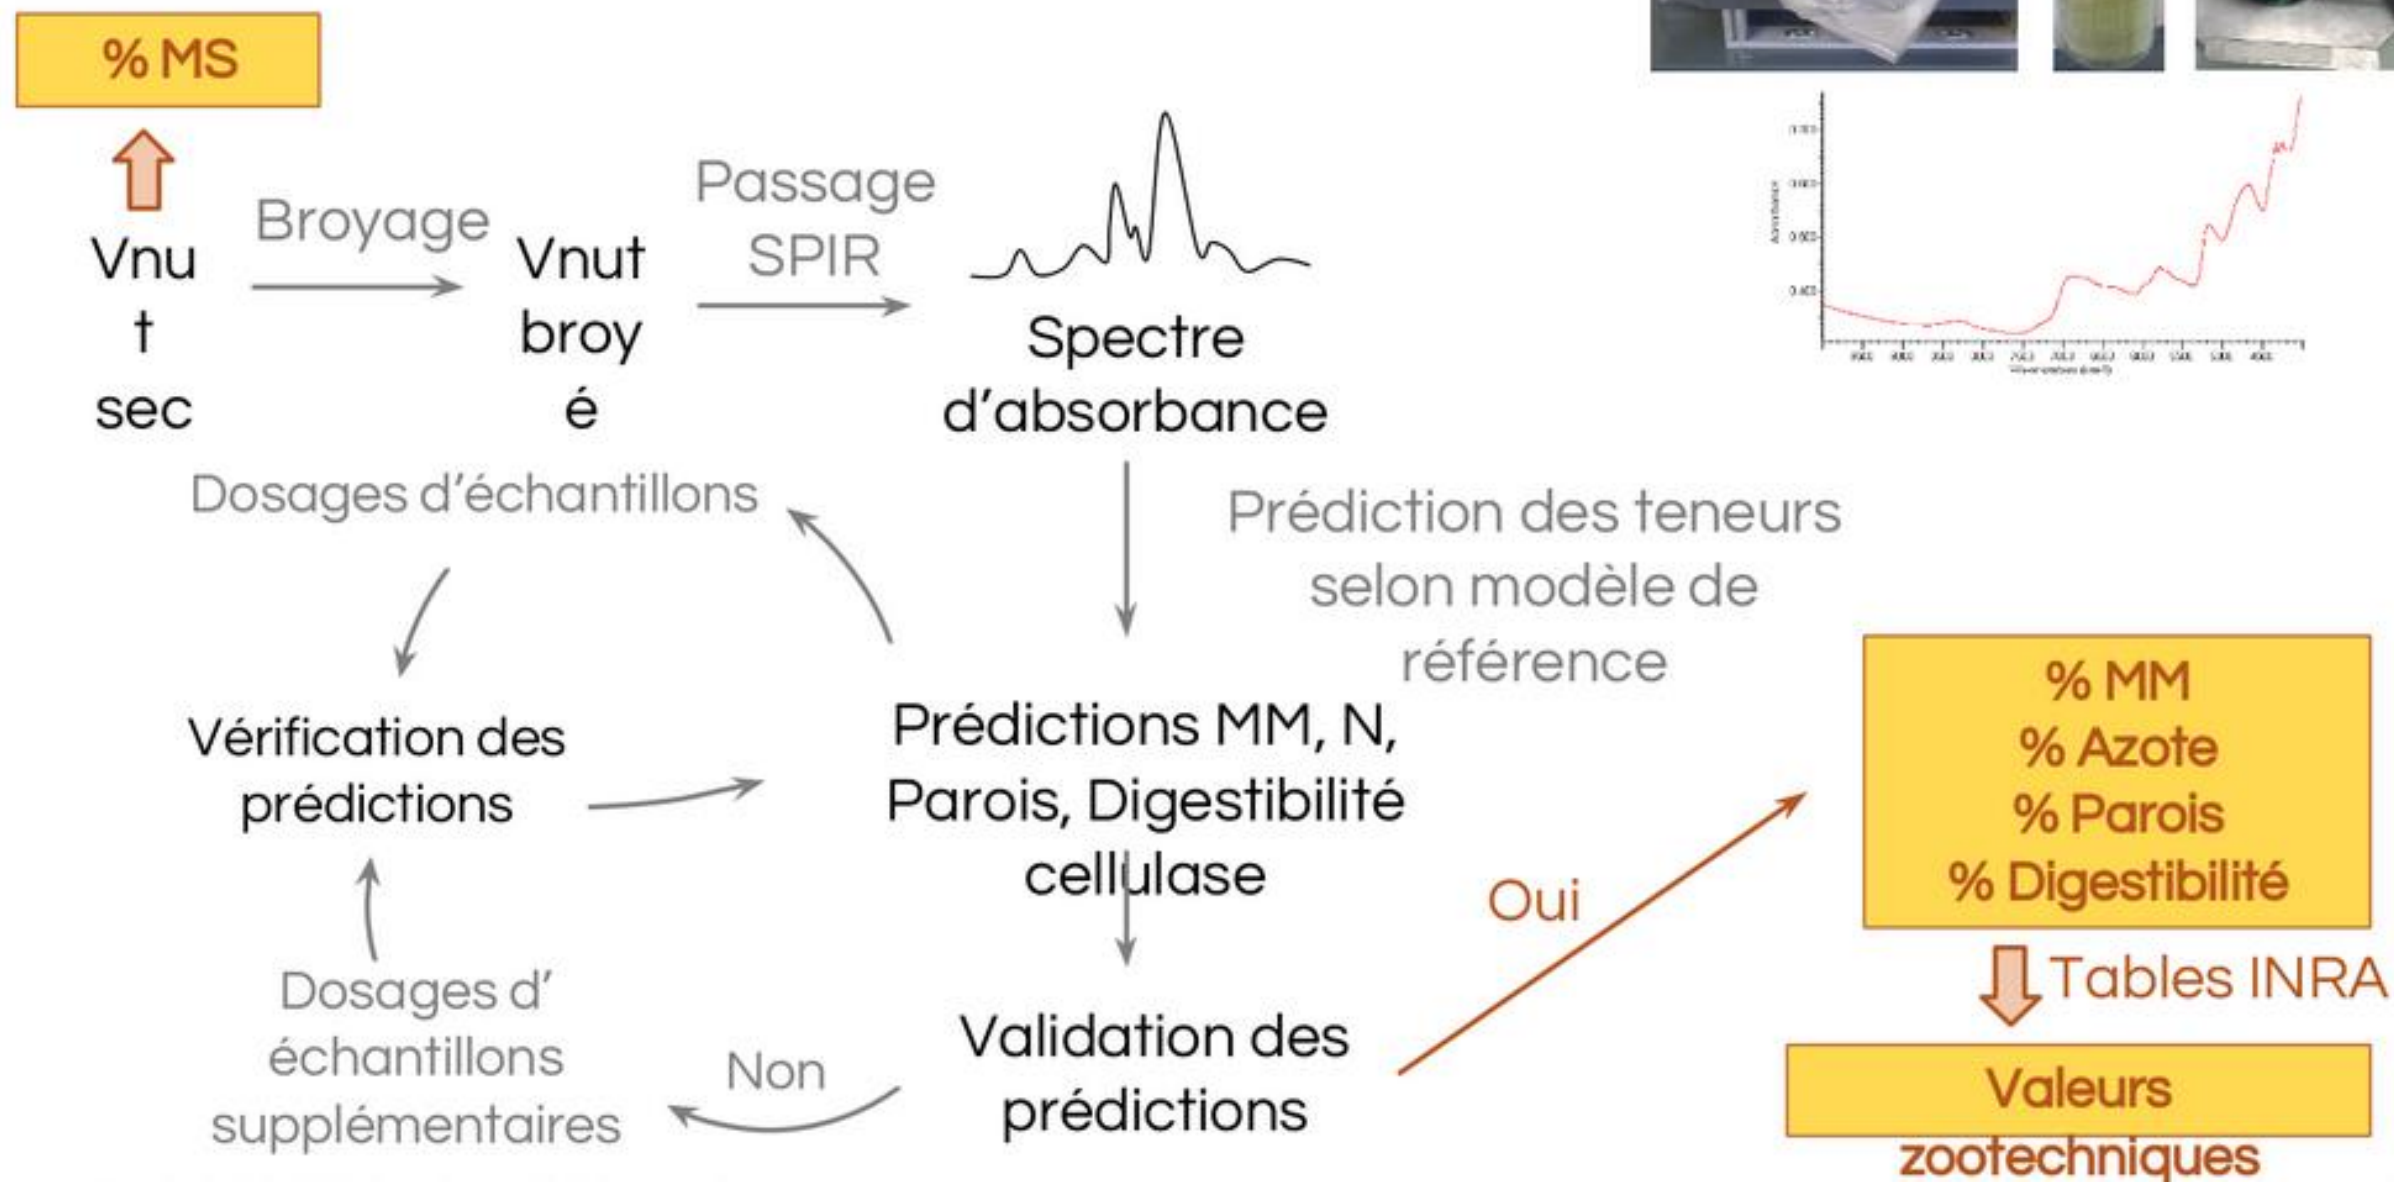 % MS
Vnu
t
sec
Broyage
Vnut
broy
é
Passage
SPIR
Spectre
d'absorbance
Dosages d'échantillons
Prédiction des teneurs
selon modèle de
référence
Vérification des
prédictions
Prédictions MM, N,
Parois, Digestibilité
cellulase
% MM
% Azote
% Parois
% Digestibilité
Oui
Tables INRA
Dosages d'
échantillons
supplémentaires
Non
Validation des
prédictions
Valeurs
zootechniques